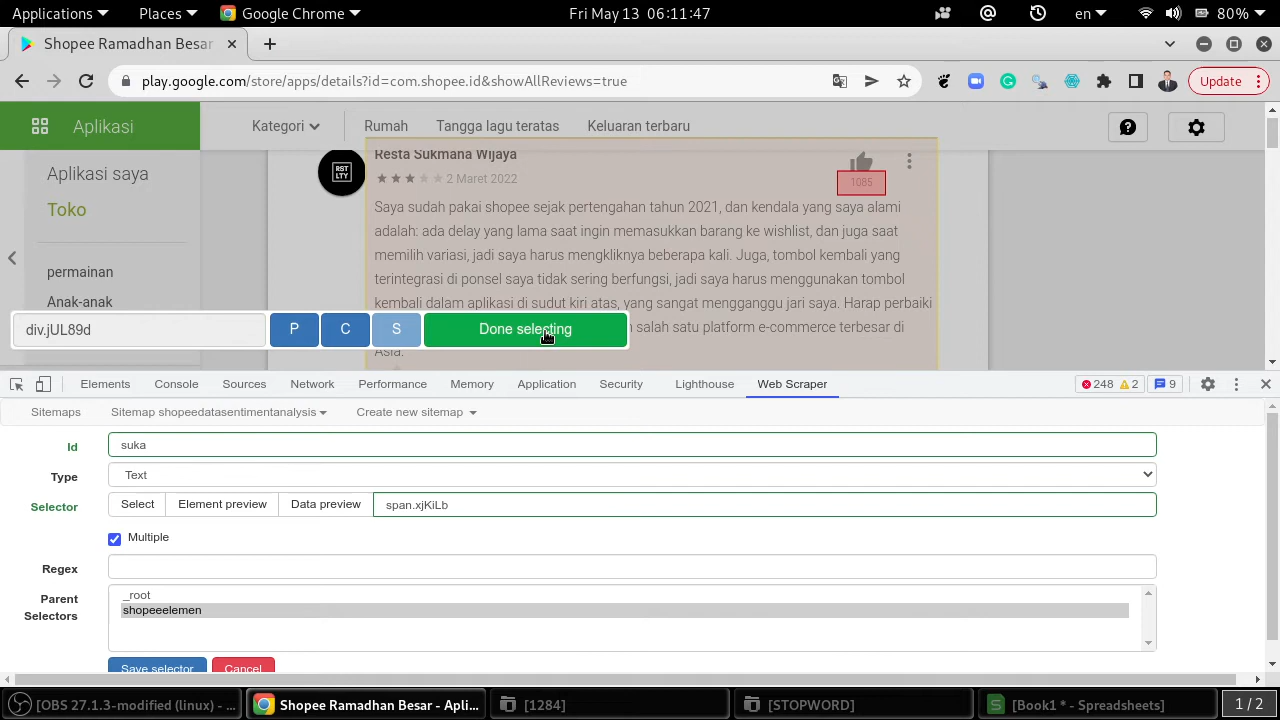 Applications Places Google Chrome Fri May 13 06:11:47 en 80%
Shopee Ramadhan Besar
play.google.com/store/apps/details?id=com.shopee.id&showAllReviews=true Update
Aplikasi Kategori Rumah Tangga lagu teratas Keluaran terbaru
Aplikasi saya
Toko
permainan
Anak-anak
RST
LTY
Resta Sukmana Wijaya
2 Maret 2022
1085
Saya sudah pakai shopee sejak pertengahan tahun 2021, dan kendala yang saya alami
adalah: ada delay yang lama saat ingin memasukkan barang ke wishlist, dan juga saat
memilih variasi, jadi saya harus mengkliknya beberapa kali. Juga, tombol kembali yang
terintegrasi di ponsel saya tidak sering berfungsi, jadi saya harus menggunakan tombol
kembali dalam aplikasi di sudut kiri atas, yang sangat mengganggu jari saya. Harap perbaiki
salah satu platform e-commerce terbesar di
Asia.
div.jUL89d P C S Done selecting
Elements Console Sources Network Performance Memory Application Security Lighthouse Web Scraper 248 2 9
Sitemaps Sitemap shopeedatasentimentanalysis Create new sitemap
Id suka
Type Text
Selector Select Element preview Data preview span.xjKiLb
Multiple
Regex
Parent Selectors
_root
shopeeelemen
Save selector Cancel
[OBS 27.1.3-modified (linux) - ... Shopee Ramadhan Besar - Apli... [1284] [STOPWORD] [Book1 * - Spreadsheets] 1 / 2